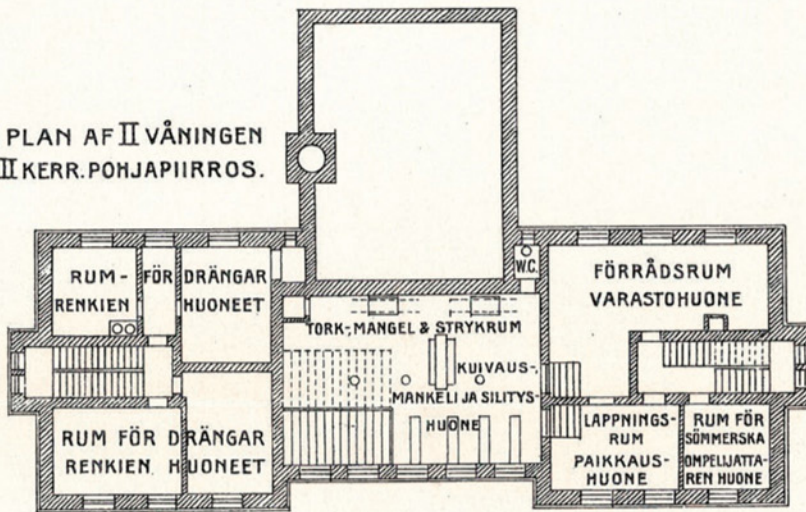 PLAN AF II VÅNINGEN
II KERR. POHJAPIIRROS.
RUM- FÖR DRÄNGAR
RENKIEN HUONEET
W.C.
FÖRRÅDSRUM
VARASTOHUONE
TORK-, MANGEL & STRYKRUM
KUIVAUS-,
MANKELI JA SILITYS-
HUONE
RUM FÖR DRÄNGAR
RENKIEN HUONEET
LAPPNINGS-
RUM
PAIKKAUS-
HUONE
RUM FÖR
SÖMMERSKA
OMPELIJATTA-
REN HUONE